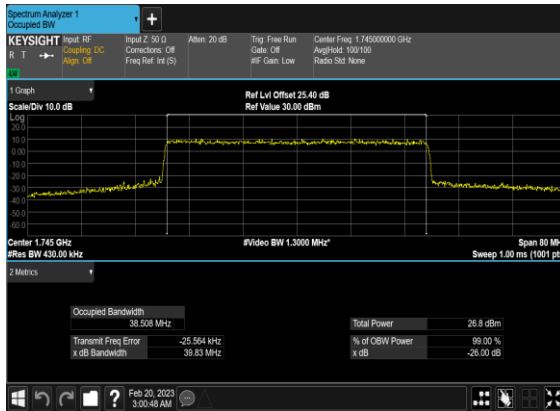 Spectrum Analyzer 1
Occupied BW
KEYSIGHT
R T
Input: RF
Coupling: DC
Align: Off
Input Z: 50 Ω
Corrections: Off
Freq Ref: Int (S)
Atten: 20 dB
Trig: Free Run
Gate: Off
#IF Gain: Low
Center Freq: 1.745000000 GHz
Avg|Hold: 100/100
Radio Std: None
1 Graph
Scale/Div 10.0 dB
Ref Lvl Offset 25.40 dB
Ref Value 30.00 dBm
Log
20.0
10.0
0.00
-10.0
-20.0
-30.0
-40.0
-50.0
-60.0
Center 1.745 GHz
#Res BW 430.00 kHz
#Video BW 1.3000 MHz*
Span 80 MH
Sweep 1.00 ms (1001 pt
2 Metrics
Occupied Bandwidth
38.508 MHz
Transmit Freq Error -25.564 kHz
x dB Bandwidth 39.83 MHz
Total Power 26.8 dBm
% of OBW Power 99.00 %
x dB -26.00 dB
Feb 20, 2023
3:00:48 AM